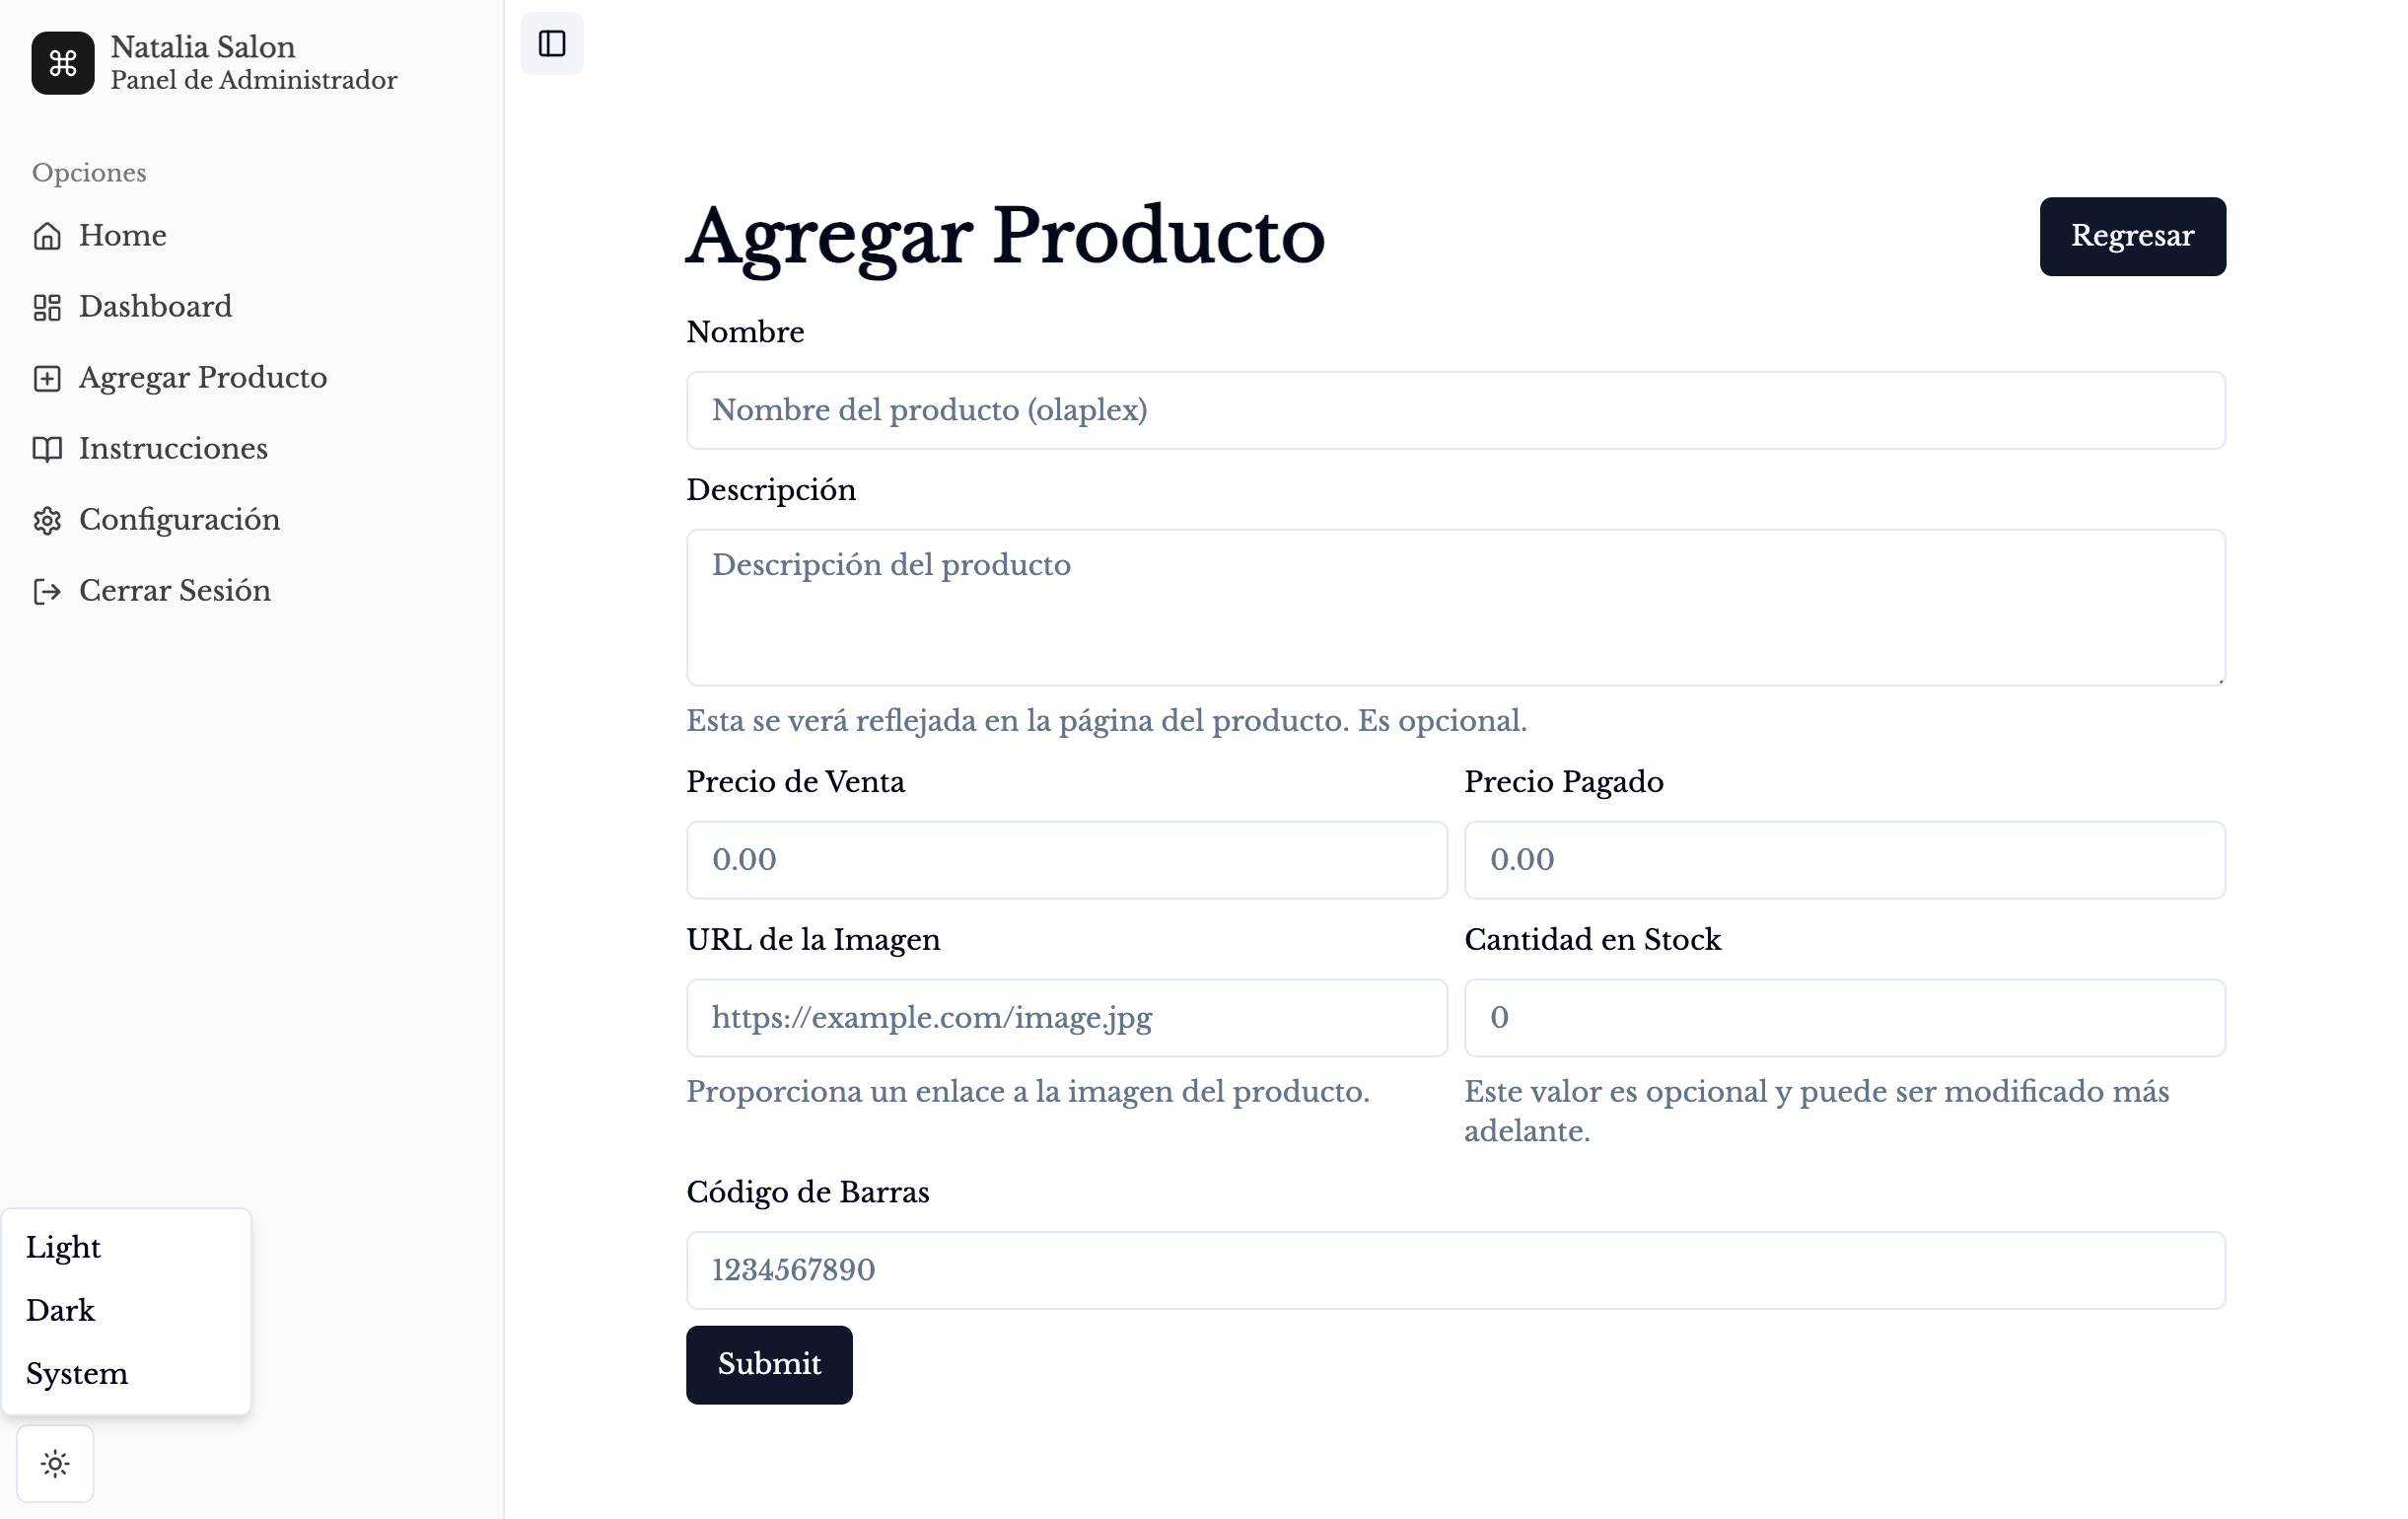 Natalia Salon
Panel de Administrador
Opciones
Home
Dashboard
Agregar Producto
Instrucciones
Configuración
Cerrar Sesión
Light
Dark
System
Agregar Producto
Regresar
Nombre
Nombre del producto (olaplex)
Descripción
Descripción del producto
Esta se verá reflejada en la página del producto. Es opcional.
Precio de Venta
0.00
Precio Pagado
0.00
URL de la Imagen
https://example.com/image.jpg
Proporciona un enlace a la imagen del producto.
Cantidad en Stock
0
Este valor es opcional y puede ser modificado más
adelante.
Código de Barras
1234567890
Submit